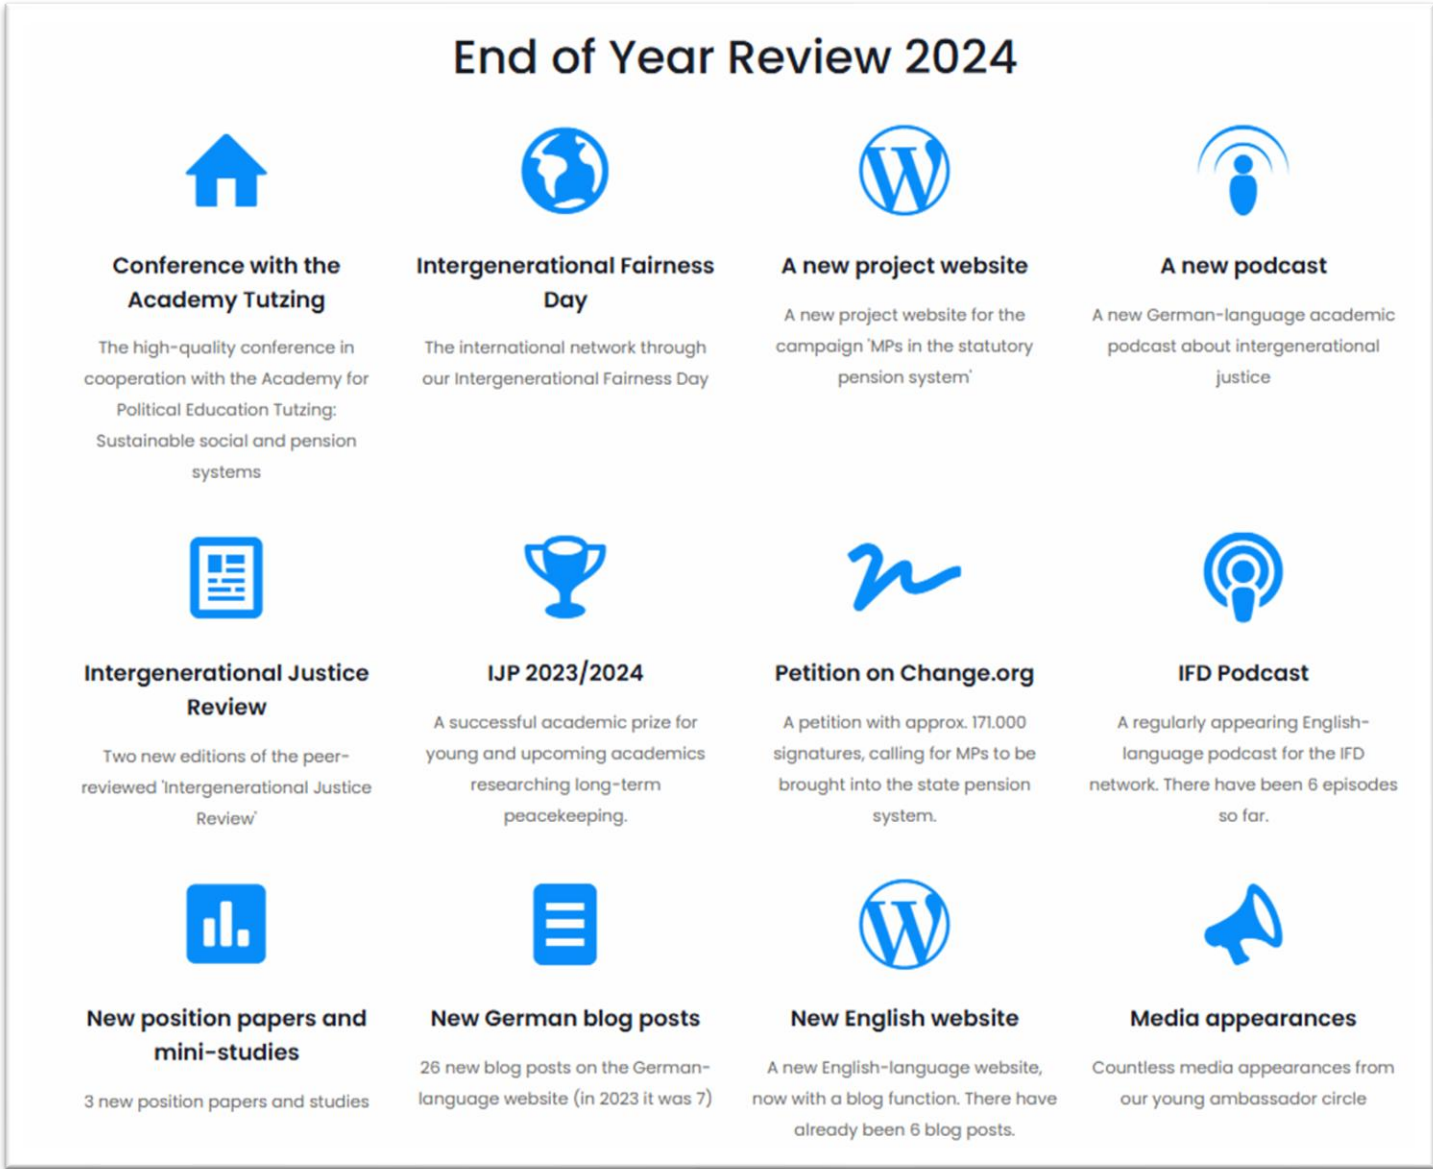 End of Year Review 2024
Conference with the
Academy Tutzing
The high-quality conference in
cooperation with the Academy for
Political Education Tutzing:
Sustainable social and pension
systems
Intergenerational Fairness
Day
The international network through
our Intergenerational Fairness Day
A new project website
A new project website for the
campaign 'MPs in the statutory
pension system'
A new podcast
A new German-language academic
podcast about intergenerational
justice
Intergenerational Justice
Review
Two new editions of the peer-
reviewed 'Intergenerational Justice
Review'
IJP 2023/2024
A successful academic prize for
young and upcoming academics
researching long-term
peacekeeping.
Petition on Change.org
A petition with approx. 171.000
signatures, calling for MPs to be
brought into the state pension
system.
IFD Podcast
A regularly appearing English-
language podcast for the IFD
network. There have been 6 episodes
so far.
New position papers and
mini-studies
3 new position papers and studies
New German blog posts
26 new blog posts on the German-
language website (in 2023 it was 7)
New English website
A new English-language website,
now with a blog function. There have
already been 6 blog posts.
Media appearances
Countless media appearances from
our young ambassador circle